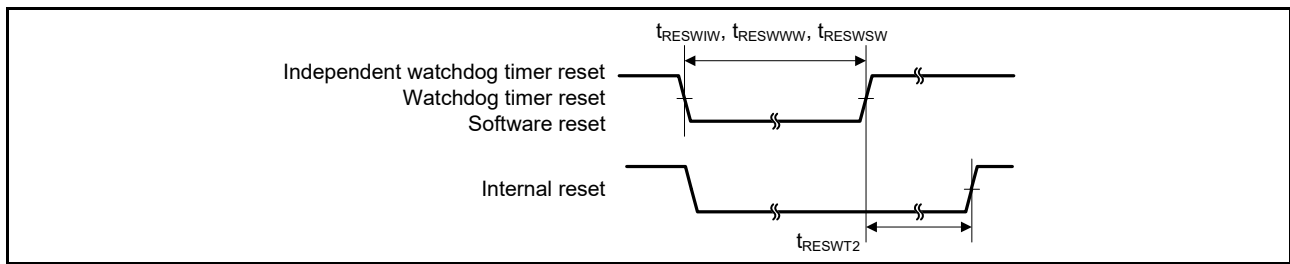 tRESWIW, tRESWWW, tRESWSW
Independent watchdog timer reset
Watchdog timer reset
Software reset
Internal reset
tRESWT2